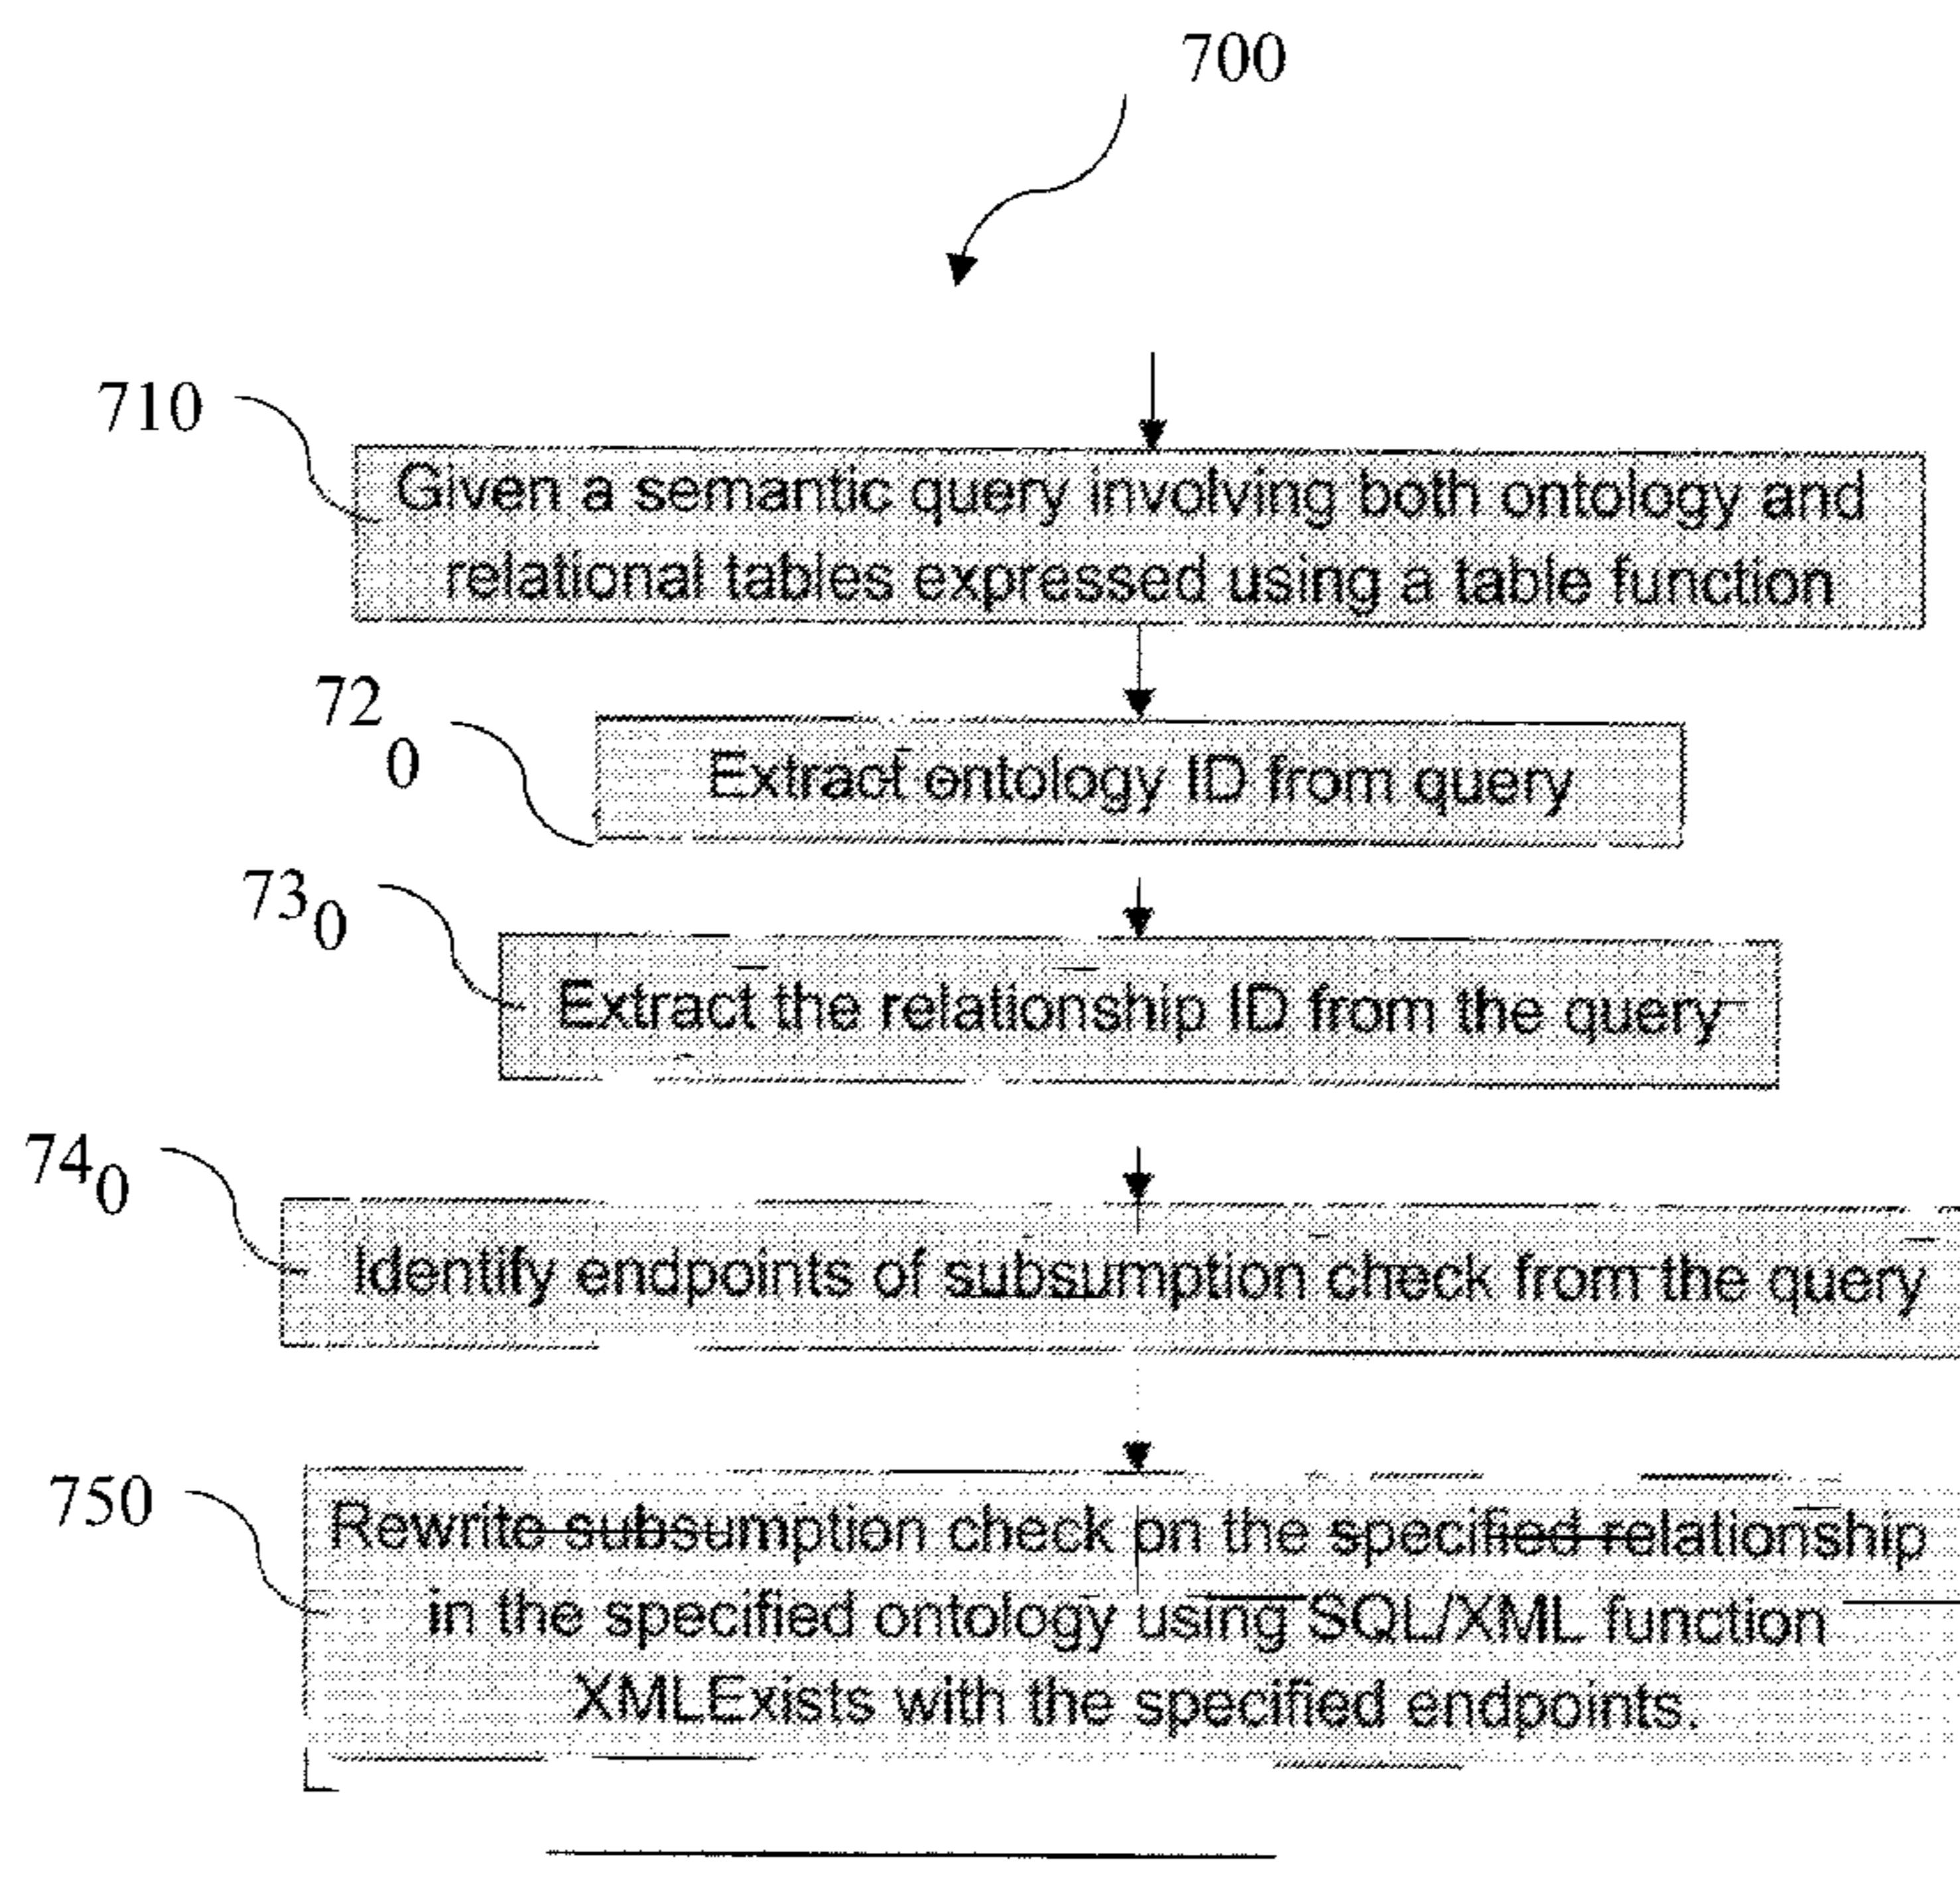 700
710
Given a semantic query involving both ontology and
relational tables expressed using a table function
720
Extract ontology ID from query
730
Extract the relationship ID from the query
740
Identify endpoints of subsumption check from the query
750
Rewrite subsumption check on the specified relationship
in the specified ontology using SQL/XML function
XMLExists with the specified endpoints.